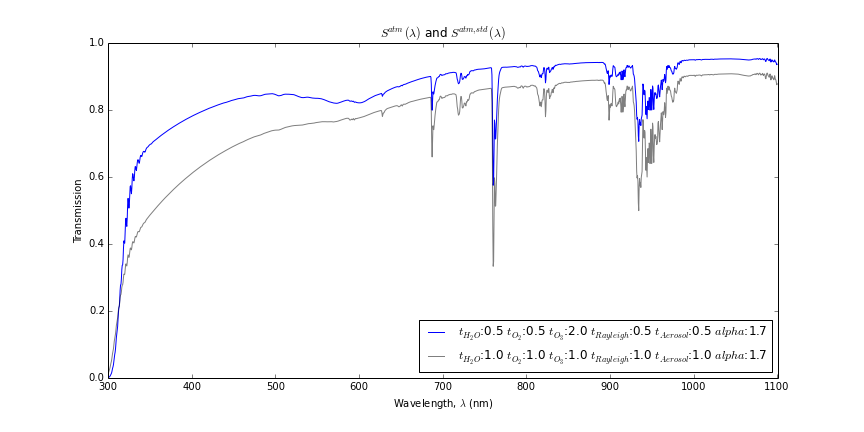 S^{atm}(λ) and S^{atm,std}(λ)
1.0
0.8
0.6
0.4
0.2
0.0
Transmission
300 400 500 600 700 800 900 1000 1100
Wavelength, λ (nm)
t_{H_2O}:0.5 t_{O_2}:0.5 t_{O_3}:2.0 t_{Rayleigh}:0.5 t_{Aerosol}:0.5 alpha:1.7
t_{H_2O}:1.0 t_{O_2}:1.0 t_{O_3}:1.0 t_{Rayleigh}:1.0 t_{Aerosol}:1.0 alpha:1.7